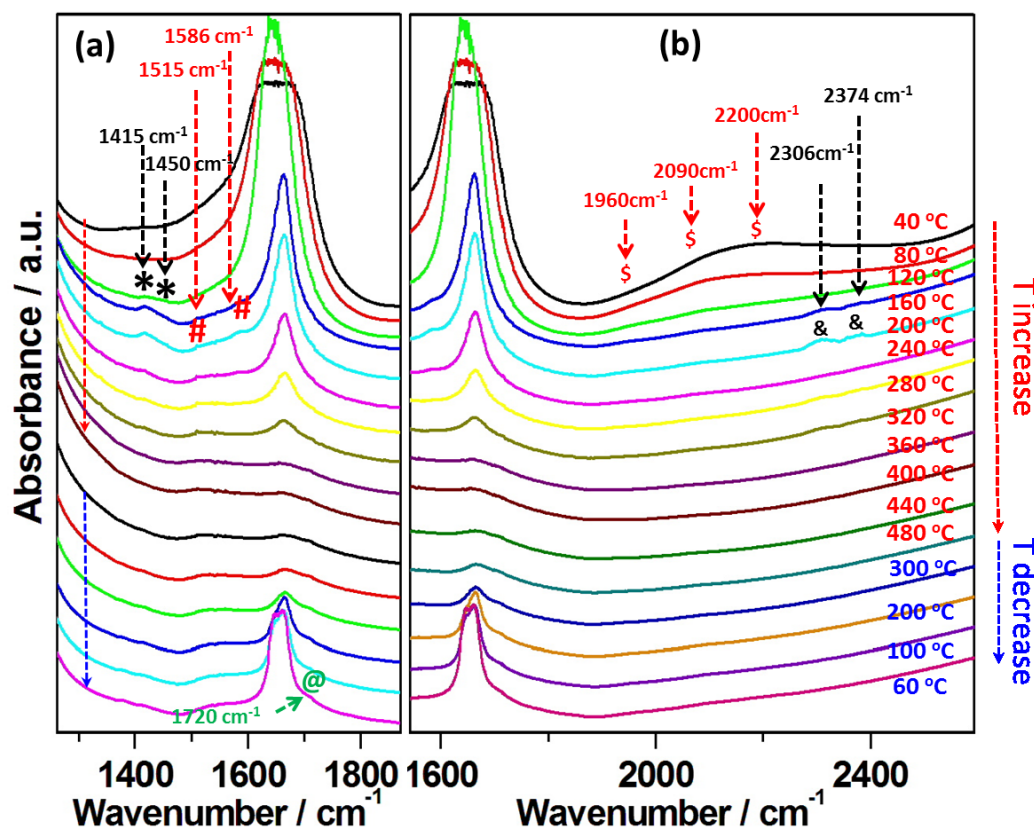 (a)
1586 cm-1
1515 cm-1
1415 cm-1
1450 cm-1
*
*
#
#
@
1720 cm-1
(b)
2374 cm-1
2200cm-1
2306cm-1
2090cm-1
1960cm-1
$
$
$
&
&
40 °C
80 °C
120 °C
160 °C
200 °C
240 °C
280 °C
320 °C
360 °C
400 °C
440 °C
480 °C
300 °C
200 °C
100 °C
60 °C
T increase
T decrease
Absorbance / a.u.
1400 1600 1800
1600 2000 2400
Wavenumber / cm-1
Wavenumber / cm-1